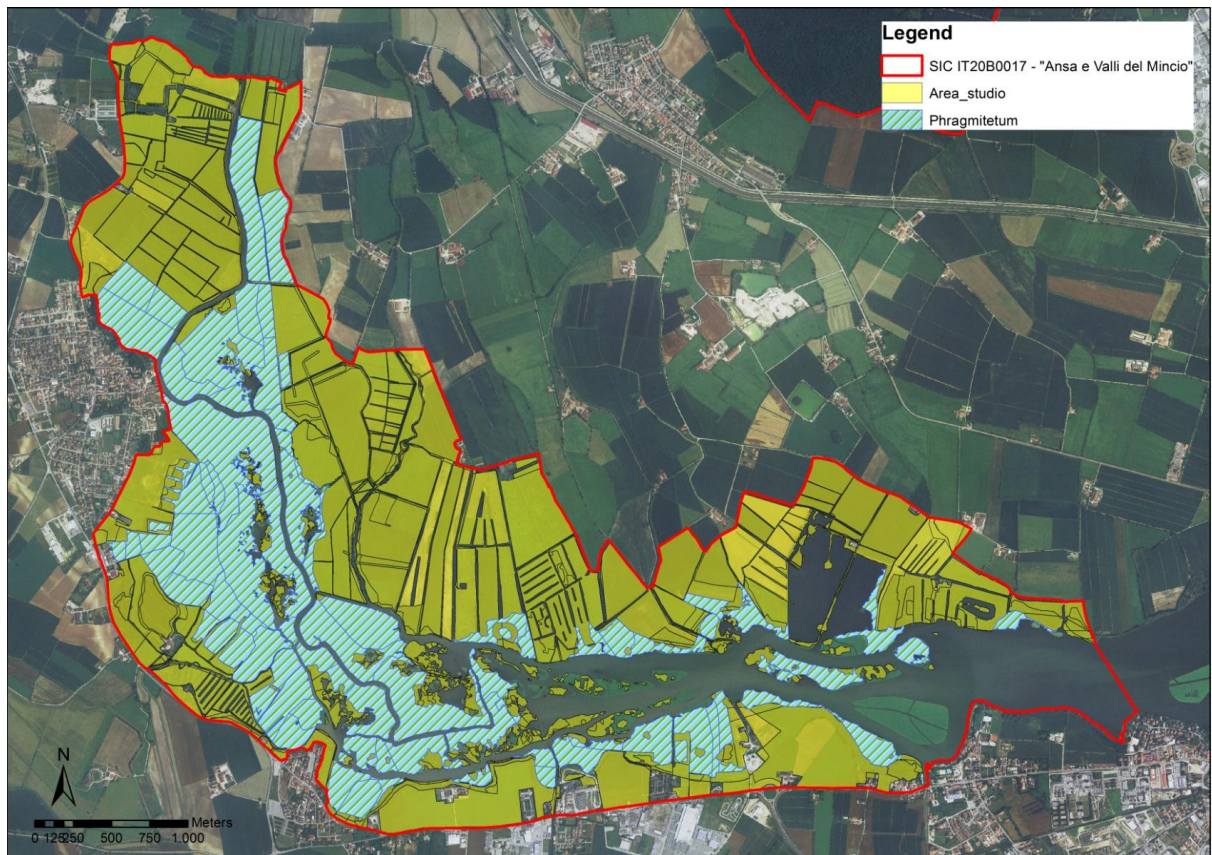 Legend
SIC IT20B0017 - "Ansa e Valli del Mincio"
Area_studio
Phragmitetum
N
Meters
0 125 250 500 750 1.000